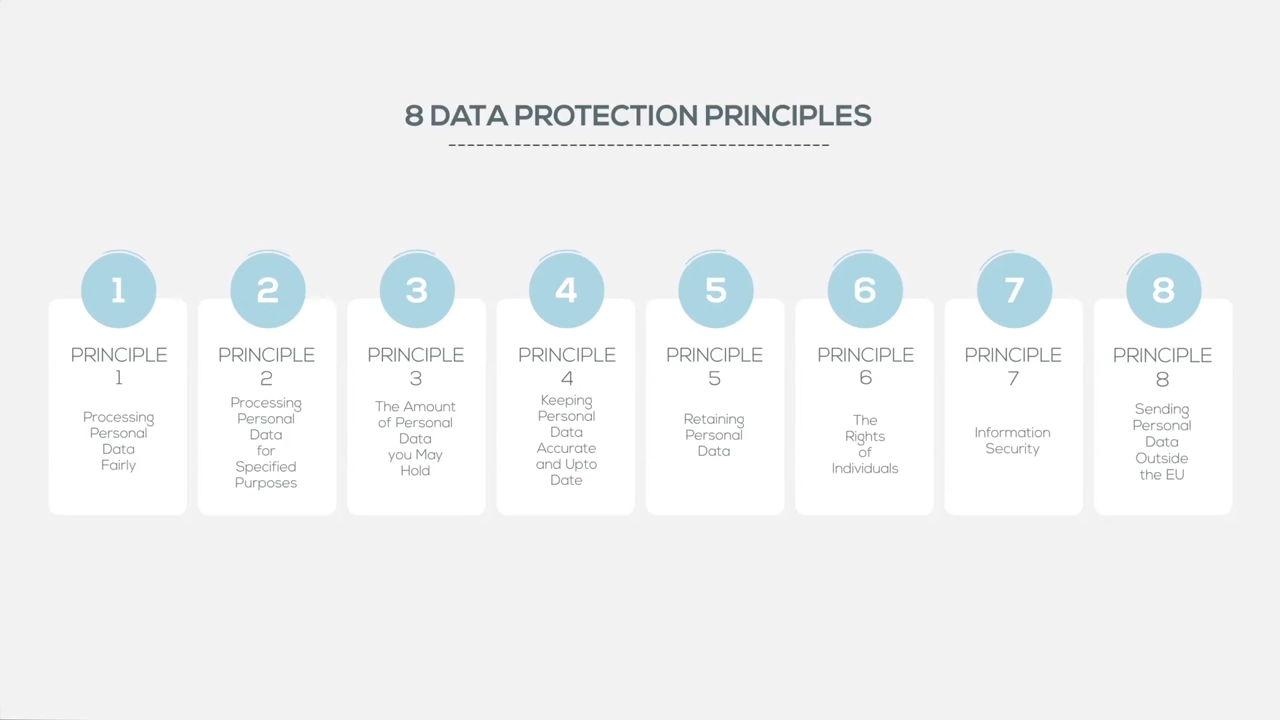 8 DATA PROTECTION PRINCIPLES
1
PRINCIPLE
1
Processing
Personal
Data
Fairly
2
PRINCIPLE
2
Processing
Personal
Data
for
Specified
Purposes
3
PRINCIPLE
3
The Amount
of Personal
Data
you May
Hold
4
PRINCIPLE
4
Keeping
Personal
Data
Accurate
and Upto
Date
5
PRINCIPLE
5
Retaining
Personal
Data
6
PRINCIPLE
6
The
Rights
of
Individuals
7
PRINCIPLE
7
Information
Security
8
PRINCIPLE
8
Sending
Personal
Data
Outside
the EU